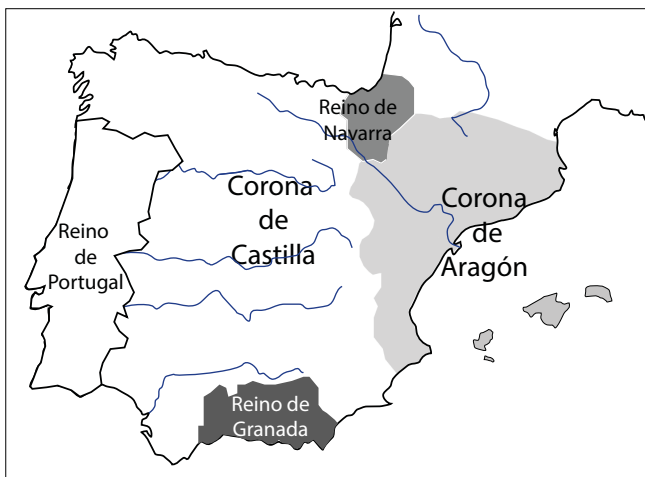 Reino de
Navarra
Corona
de
Castilla
Corona
de
Aragón
Reino
de
Portugal
Reino de
Granada